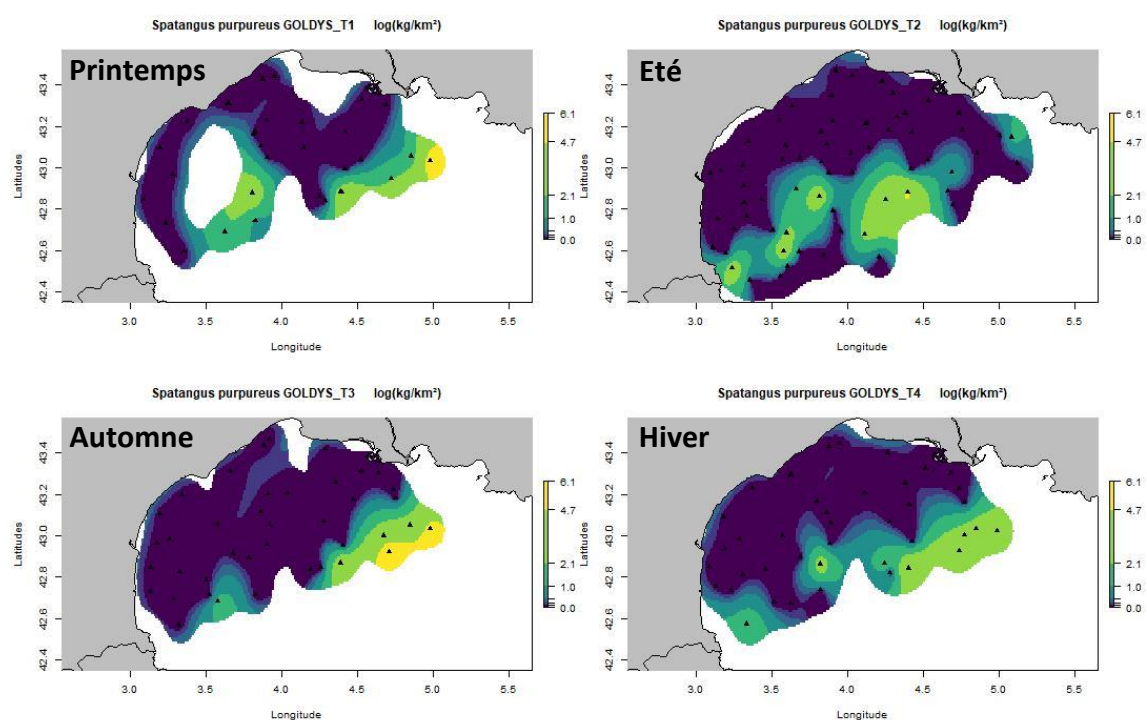 Spatangus purpureus GOLDYS_T1 log(kg/km²)
Printemps
43.4
43.2
43.0
42.8
42.6
42.4
Latitudes
3.0 3.5 4.0 4.5 5.0 5.5
Longitude
6.1
4.7
2.1
1.0
0.0
Spatangus purpureus GOLDYS_T2 log(kg/km²)
Eté
43.4
43.2
43.0
42.8
42.6
42.4
Latitudes
3.0 3.5 4.0 4.5 5.0 5.5
Longitude
6.1
4.7
2.1
1.0
0.0
Spatangus purpureus GOLDYS_T3 log(kg/km²)
Automne
43.4
43.2
43.0
42.8
42.6
42.4
Latitudes
3.0 3.5 4.0 4.5 5.0 5.5
Longitude
6.1
4.7
2.1
1.0
0.0
Spatangus purpureus GOLDYS_T4 log(kg/km²)
Hiver
43.4
43.2
43.0
42.8
42.6
42.4
Latitudes
3.0 3.5 4.0 4.5 5.0 5.5
Longitude
6.1
4.7
2.1
1.0
0.0